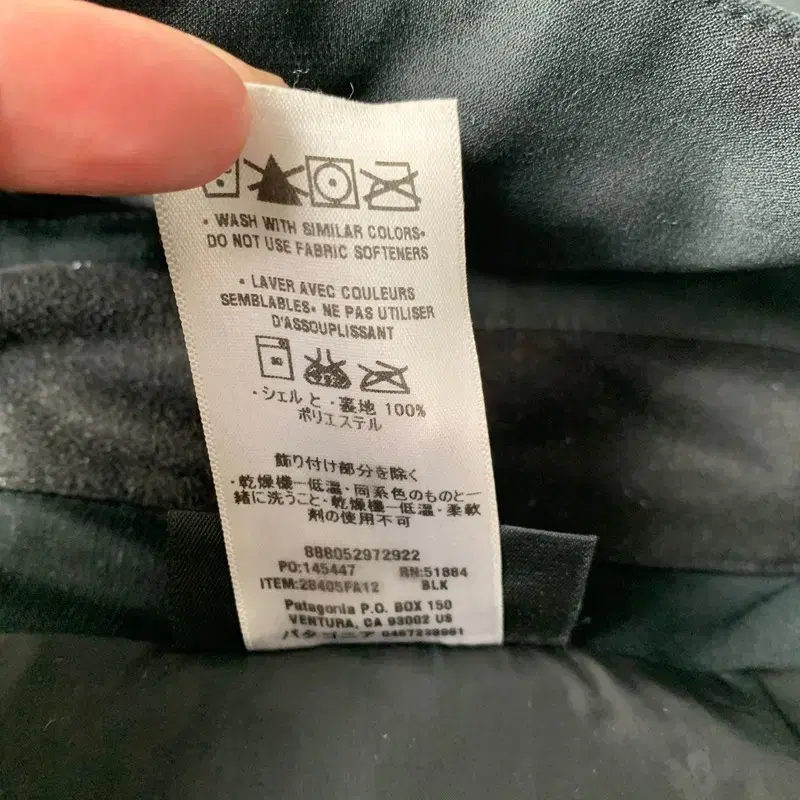 • WASH WITH SIMILAR COLORS•
DO NOT USE FABRIC SOFTENERS
• LAVER AVEC COULEURS
SEMBLABLES• NE PAS UTILISER
D'ASSOUPLISSANT
・シェルと・裏地 100%
ポリエステル
飾り付け部分を除く
・乾燥機一低温・同系色のものと一
緒に洗うこと・乾燥機一低温・柔軟
剤の使用不可
888052972922
PO:145447 RN:51884
ITEM:28405FA12 BLK
Patagonia P.O. BOX 150
VENTURA, CA 93002 US
パタゴニア